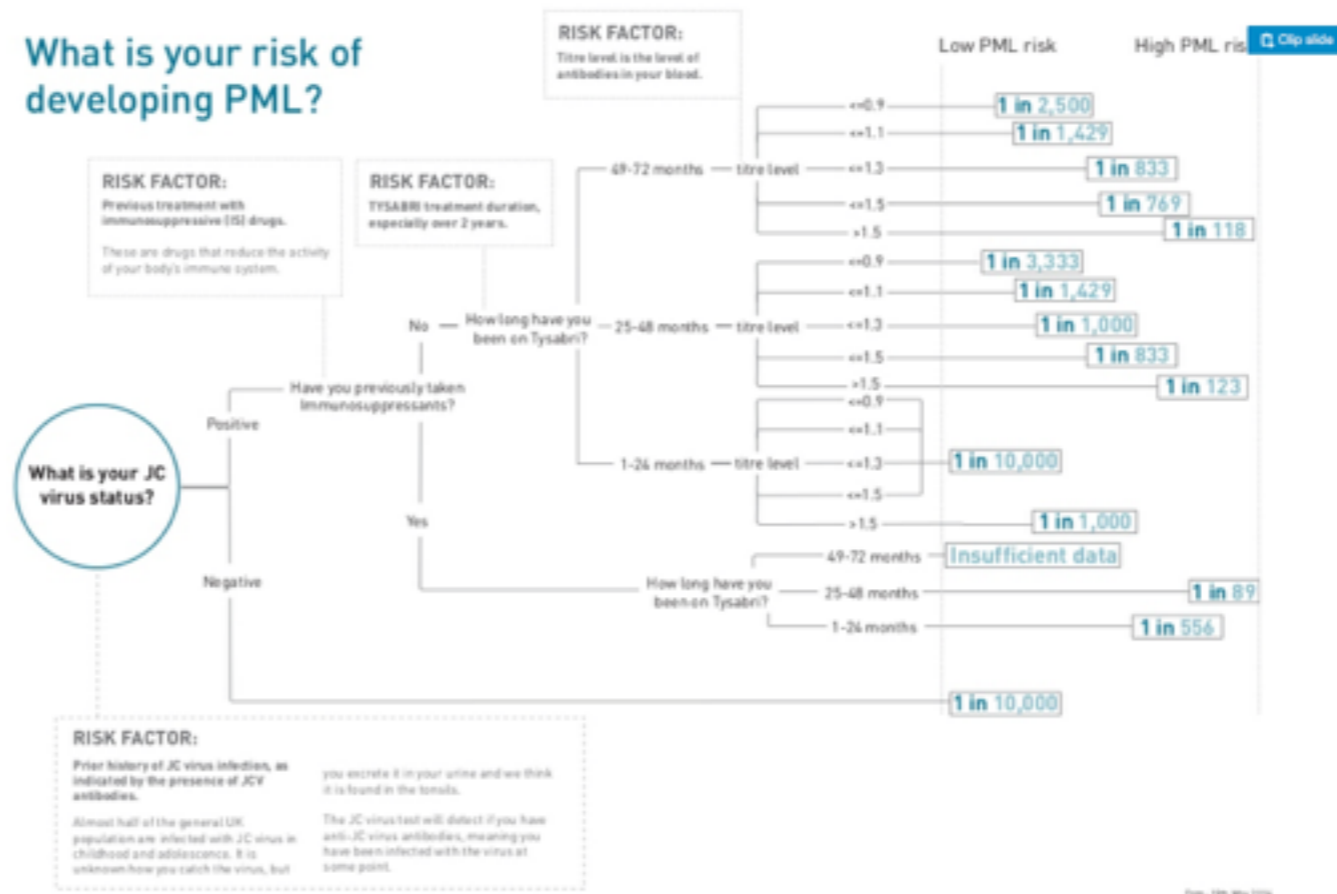 What is your risk of
developing PML?
RISK FACTOR:
Titre level is the level of
antibodies in your blood.
Low PML risk
High PML ris
Clip slide
RISK FACTOR:
Previous treatment with
immunosuppressive (IS) drugs.
These are drugs that reduce the activity
of your body's immune system.
RISK FACTOR:
TYSABRI treatment duration,
especially over 2 years.
49-72 months
titre level
<=0.9
1 in 2,500
<=1.1
1 in 1,429
<=1.3
1 in 833
<=1.5
1 in 769
>1.5
1 in 118
No
How long have you
been on Tysabri?
25-48 months
titre level
<=0.9
1 in 3,333
<=1.1
1 in 1,429
<=1.3
1 in 1,000
<=1.5
1 in 833
>1.5
1 in 123
Have you previously taken
Immunosuppressants?
Positive
1-24 months
titre level
<=0.9
<=1.1
<=1.3
1 in 10,000
<=1.5
>1.5
1 in 1,000
What is your JC
virus status?
Yes
Negative
How long have you
been on Tysabri?
49-72 months
Insufficient data
25-48 months
1 in 89
1-24 months
1 in 556
1 in 10,000
RISK FACTOR:
Prior history of JC virus infection, as
indicated by the presence of JCV
antibodies.
Almost half of the general UK
population are infected with JC virus in
childhood and adolescence. It is
unknown how you catch the virus, but
you excrete it in your urine and we think
it is found in the tonsils.
The JC virus test will detect if you have
anti-JC virus antibodies, meaning you
have been infected with the virus at
some point.